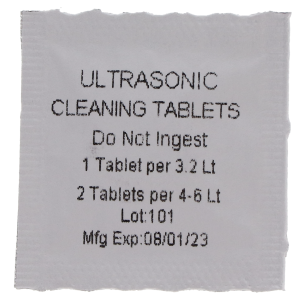 ULTRASONIC
CLEANING TABLETS
Do Not Ingest
1 Tablet per 3.2 Lt
2 Tablets per 4-6 Lt
Lot:101
Mfg Exp:08/01/23